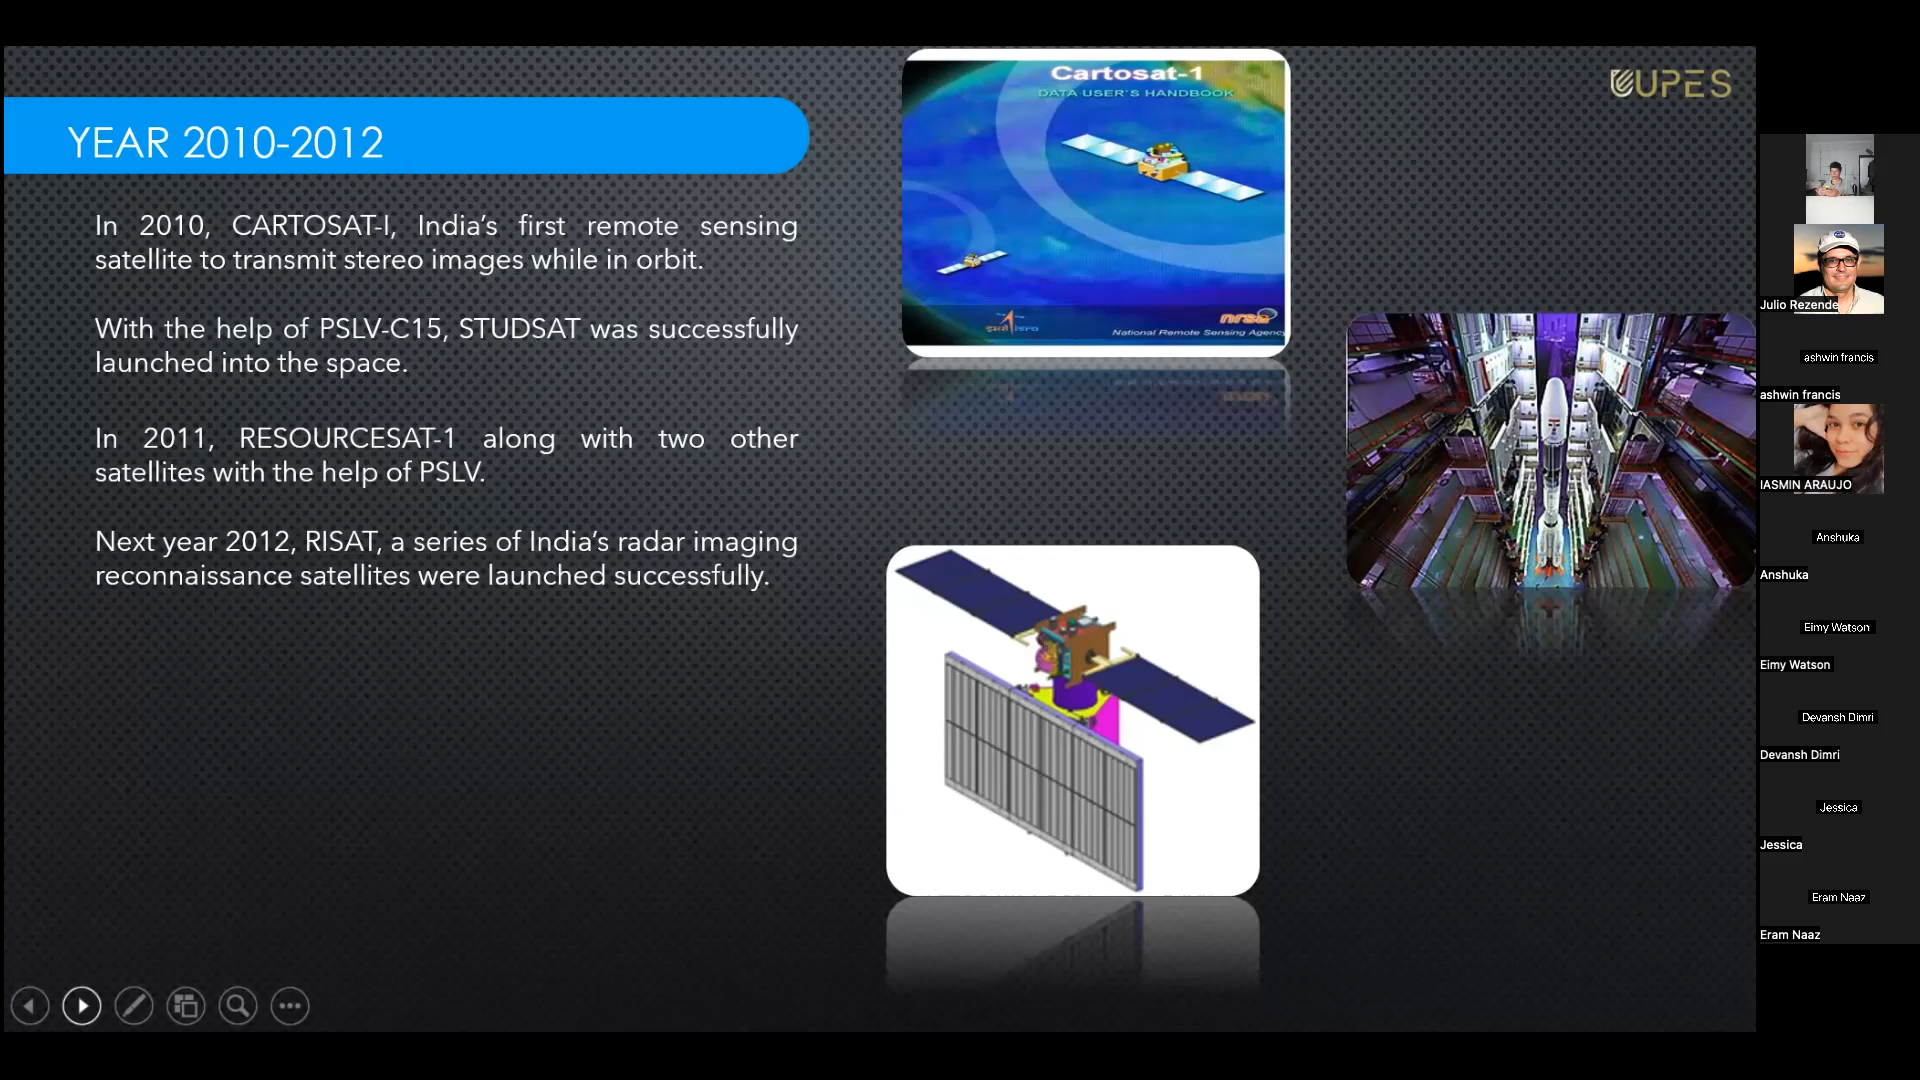 YEAR 2010-2012
In 2010, CARTOSAT-I, India's first remote sensing
satellite to transmit stereo images while in orbit.
With the help of PSLV-C15, STUDSAT was successfully
launched into the space.
In 2011, RESOURCESAT-1 along with two other
satellites with the help of PSLV.
Next year 2012, RISAT, a series of India's radar imaging
reconnaissance satellites were launched successfully.
Cartosat-1
DATA USER'S HANDBOOK
इसरो isro
nrsa
National Remote Sensing Agency
UPES
Julio Rezende
ashwin francis
ashwin francis
IASMIN ARAUJO
Anshuka
Anshuka
Eimy Watson
Eimy Watson
Devansh Dimri
Devansh Dimri
Jessica
Jessica
Eram Naaz
Eram Naaz